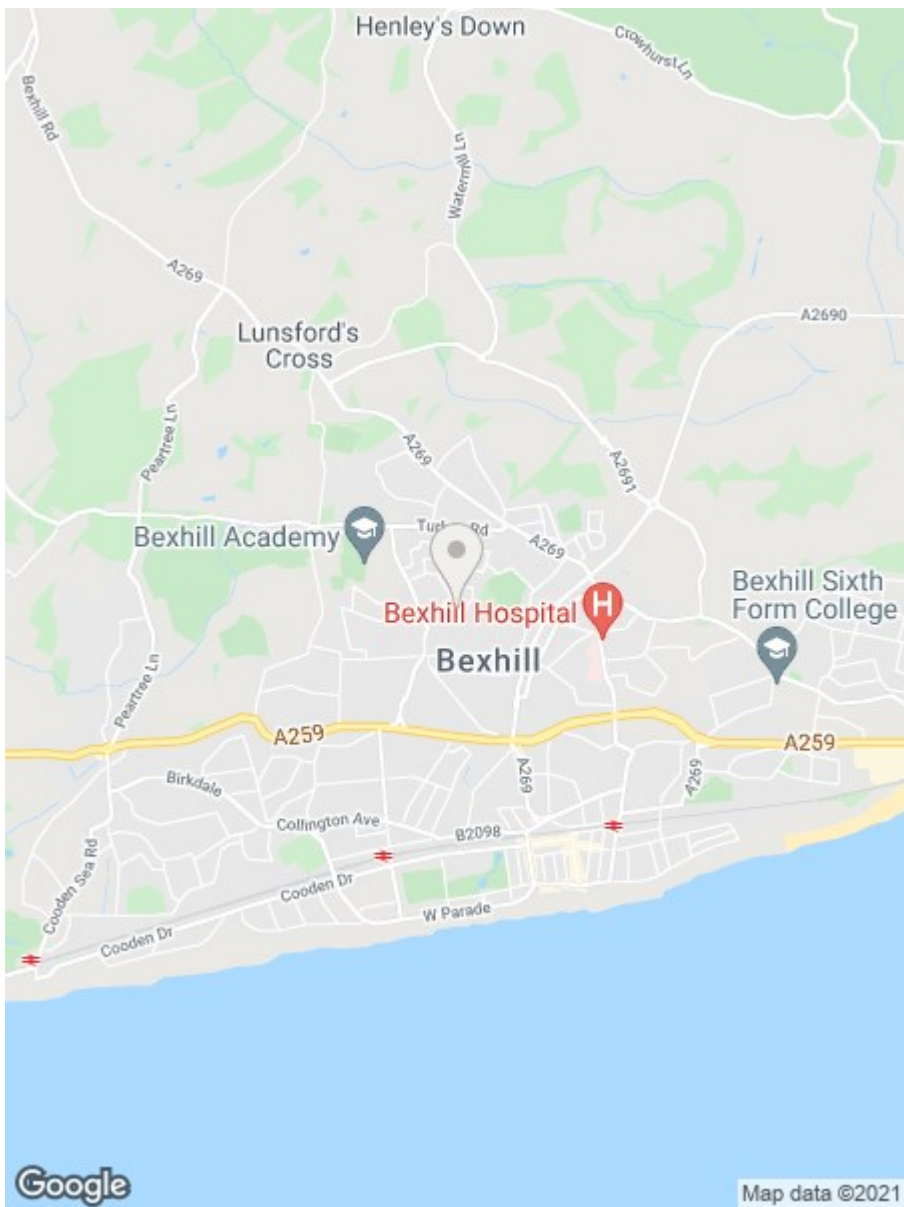 Henley's Down
Crowhurst Ln
Bexhill Rd
Watermill Ln
A269
A2690
Lunsford's
Cross
Peartree Ln
A269
A2691
Bexhill Academy
Rd
A269
Bexhill Sixth
Form College
Bexhill Hospital
H
Bexhill
Peartree Ln
A259
A259
Birkdale
A269
A269
Collington Ave
B2098
Cooden Sea Rd
Cooden Dr
W Parade
Cooden Dr
Google
Map data ©2021